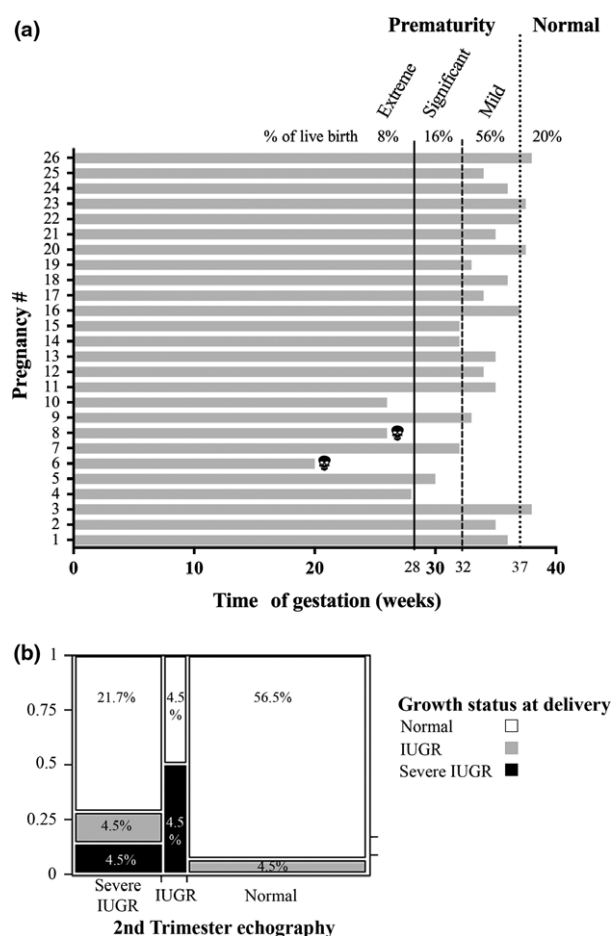 (a)
Prematurity Normal
Extreme Significant Mild
% of live birth 8% 16% 56% 20%
26
25
24
23
22
21
20
19
18
17
16
15
14
13
12
11
10
9
8
7
6
5
4
3
2
1
Pregnancy #
0 10 20 28 30 32 37 40
Time of gestation (weeks)
(b)
1
0.75
0.5
0.25
0
21.7% 4.5 56.5%
%
4.5% 4.5
%
4.5% 4.5%
Severe IUGR Normal
IUGR
2nd Trimester echography
Growth status at delivery
Normal
IUGR
Severe IUGR